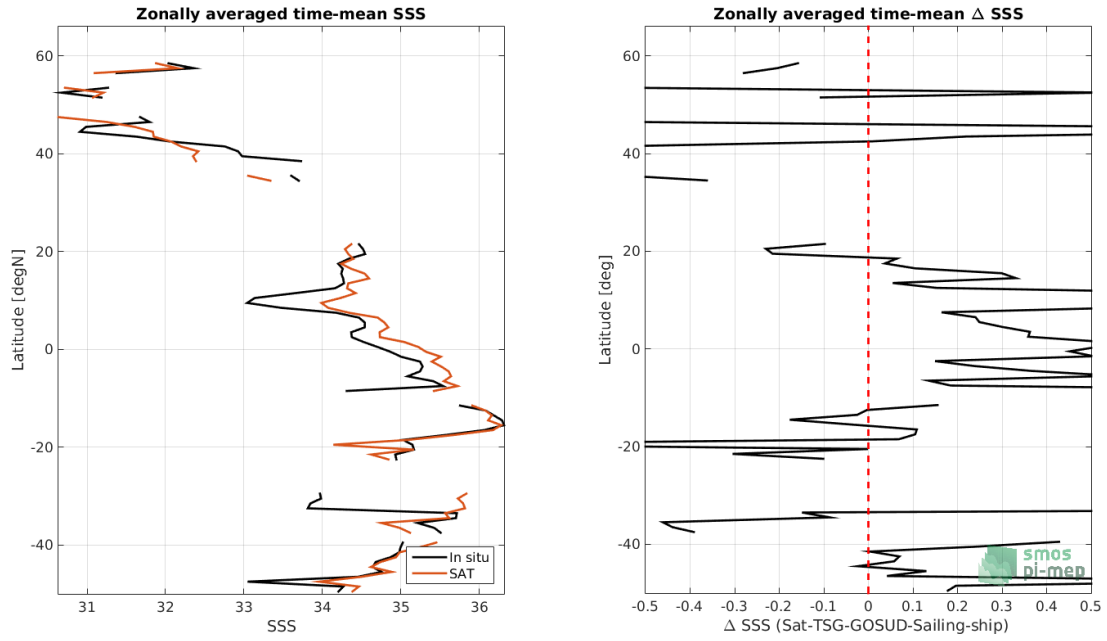 Zonally averaged time-mean SSS
60
40
20
0
-20
-40
Latitude [degN]
31
32
33
34
35
36
SSS
In situ
SAT
Zonally averaged time-mean Δ SSS
60
40
20
0
-20
-40
Latitude [deg]
-0.5
-0.4
-0.3
-0.2
-0.1
0
0.1
0.2
0.3
0.4
0.5
Δ SSS (Sat-TSG-GOSUD-Sailing-ship)
smos
pi-mep